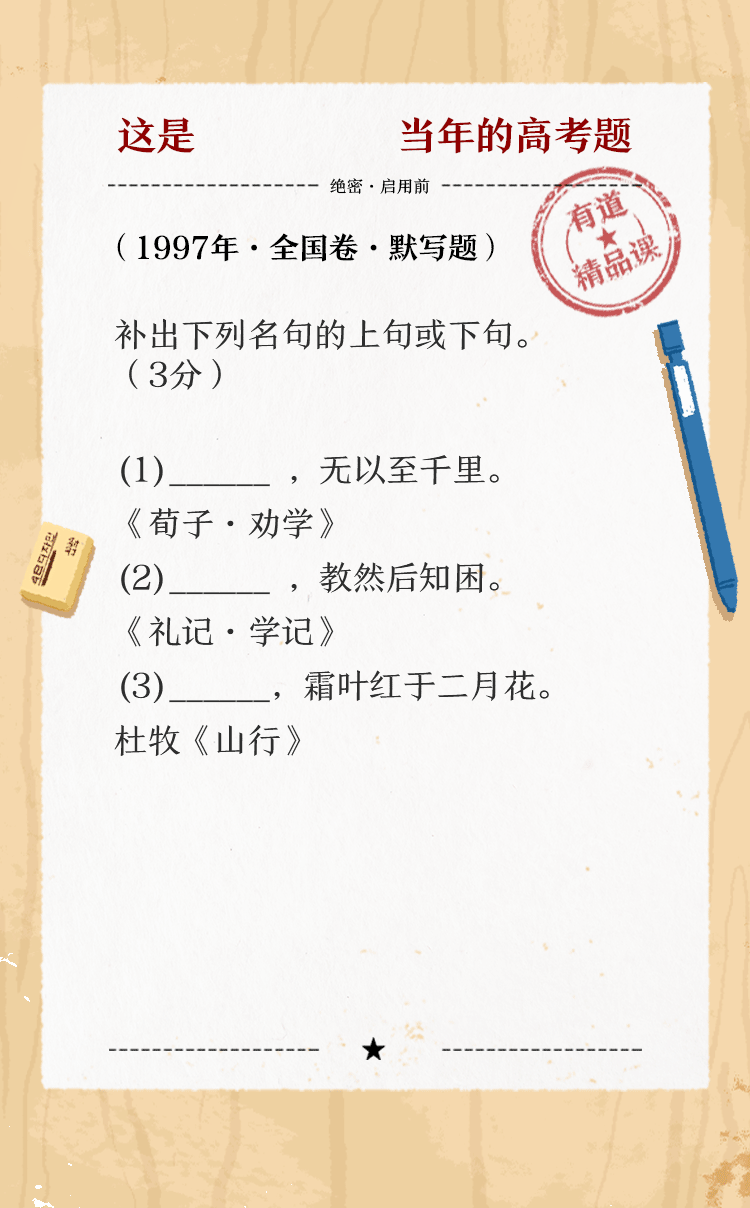 这是 当年的高考题
绝密·启用前
有道
精品课
（1997年·全国卷·默写题）
补出下列名句的上句或下句。
（3分）
(1)______ ，无以至千里。
《荀子·劝学》
(2)______ ，教然后知困。
《礼记·学记》
(3)______，霜叶红于二月花。
杜牧《山行》